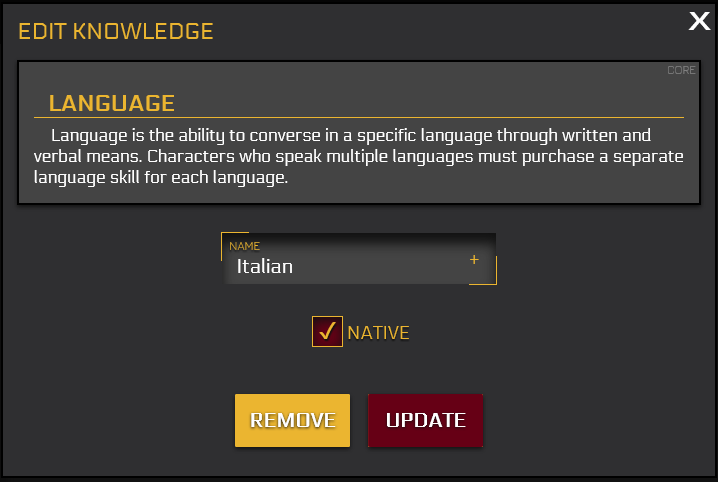 EDIT KNOWLEDGE
X
CORE
LANGUAGE
Language is the ability to converse in a specific language through written and
verbal means. Characters who speak multiple languages must purchase a separate
language skill for each language.
NAME
Italian
+
✓ NATIVE
REMOVE UPDATE